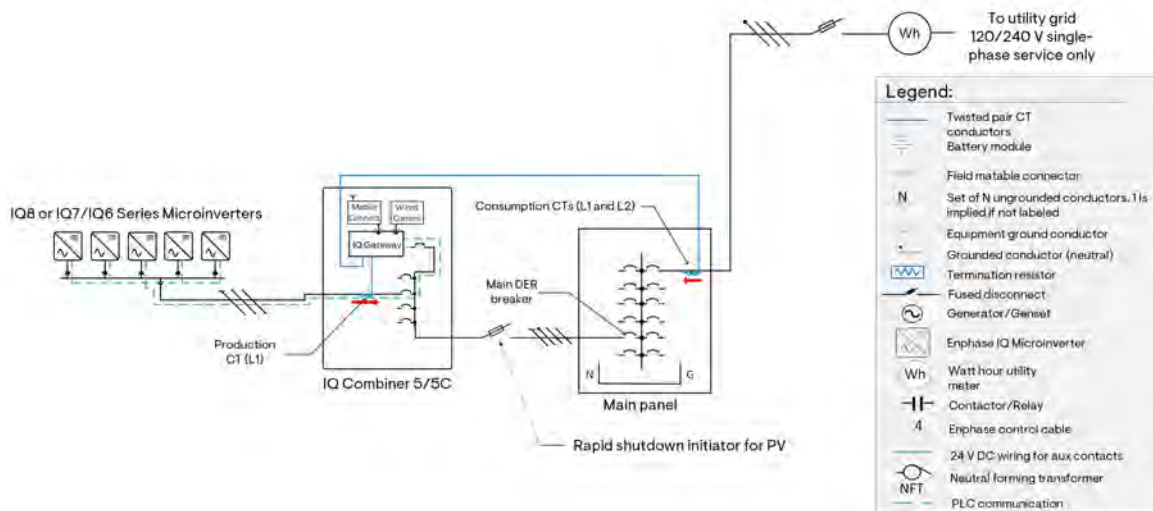 To utility grid
120/240 V single-
phase service only
Wh
Legend:
Twisted pair CT
conductors
Battery module
Field matable connector
N
Set of N ungrounded conductors. 1 is
implied if not labeled
Equipment ground conductor
Grounded conductor (neutral)
Termination resistor
Fused disconnect
Generator/Genset
Enphase IQ Microinverter
Wh
Watt hour utility
meter
Contactor/Relay
4
Enphase control cable
24 V DC wiring for aux contacts
Neutral forming transformer
NFT
PLC communication
IQ8 or IQ7/IQ6 Series Microinverters
Mobile
Connect
Wired
Comms
IQ Gateway
Production
CT (L1)
IQ Combiner 5/5C
Consumption CTs (L1 and L2)
Main DER
breaker
N
G
Main panel
Rapid shutdown initiator for PV